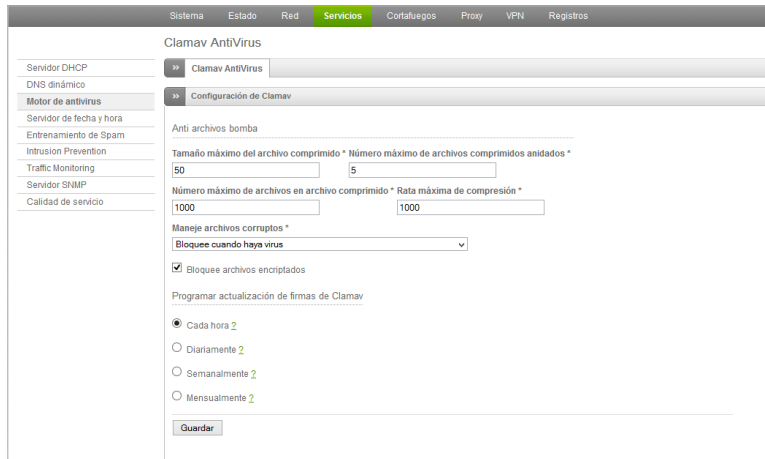 Sistema Estado Red Servicios Cortafuegos Proxy VPN Registros
Clamav AntiVirus
Servidor DHCP
DNS dinámico
Motor de antivirus
Servidor de fecha y hora
Entrenamiento de Spam
Intrusion Prevention
Traffic Monitoring
Servidor SNMP
Calidad de servicio
» Clamav AntiVirus
» Configuración de Clamav
Anti archivos bomba
Tamaño máximo del archivo comprimido * Número máximo de archivos comprimidos anidados *
50 5
Número máximo de archivos en archivo comprimido * Rata máxima de compresión *
1000 1000
Maneje archivos corruptos *
Bloquee cuando haya virus
Bloquee archivos encriptados
Programar actualización de firmas de Clamav
Cada hora ?
Diariamente ?
Semanalmente ?
Mensualmente ?
Guardar